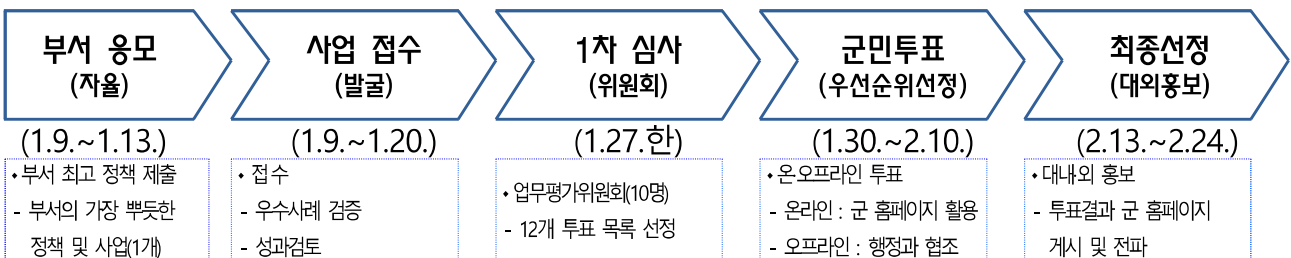 부서 응모
(자율)
사업 접수
(발굴)
1차 심사
(위원회)
군민투표
(우선순위선정)
최종선정
(대외홍보)
(1.9.~1.13.)
(1.9.~1.20.)
(1.27.한)
(1.30.~2.10.)
(2.13.~2.24.)
• 부서 최고 정책 제출
- 부서의 가장 뿌듯한
정책 및 사업(1개)
• 접수
- 우수사례 검증
- 성과검토
• 업무평가위원회(10명)
- 12개 투표 목록 선정
• 온·오프라인 투표
- 온라인 : 군 홈페이지 활용
- 오프라인 : 행정과 협조
• 대내·외 홍보
- 투표결과 군 홈페이지
게시 및 전파